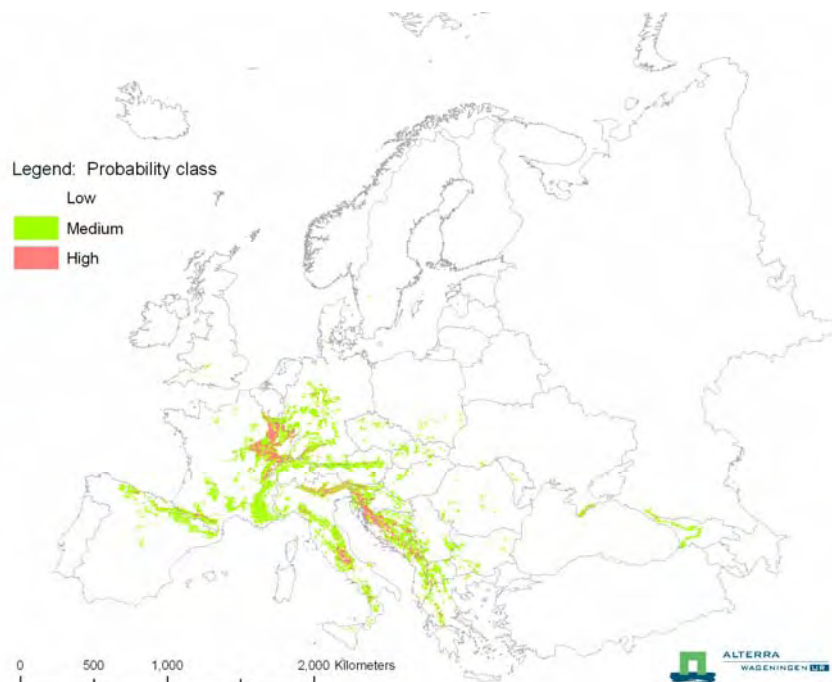 Legend: Probability class
Low
Medium
High
0 500 1,000 2,000 Kilometers
ALTERRA
WAGENINGEN UR